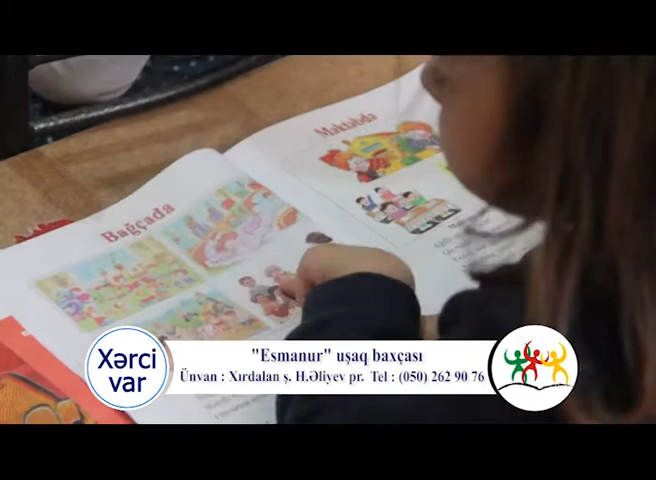 Məktəbdə
Bağçada
Xərci
var
"Esmanur" uşaq baxçası
Ünvan : Xırdalan ş. H.Əliyev pr. Tel : (050) 262 90 76